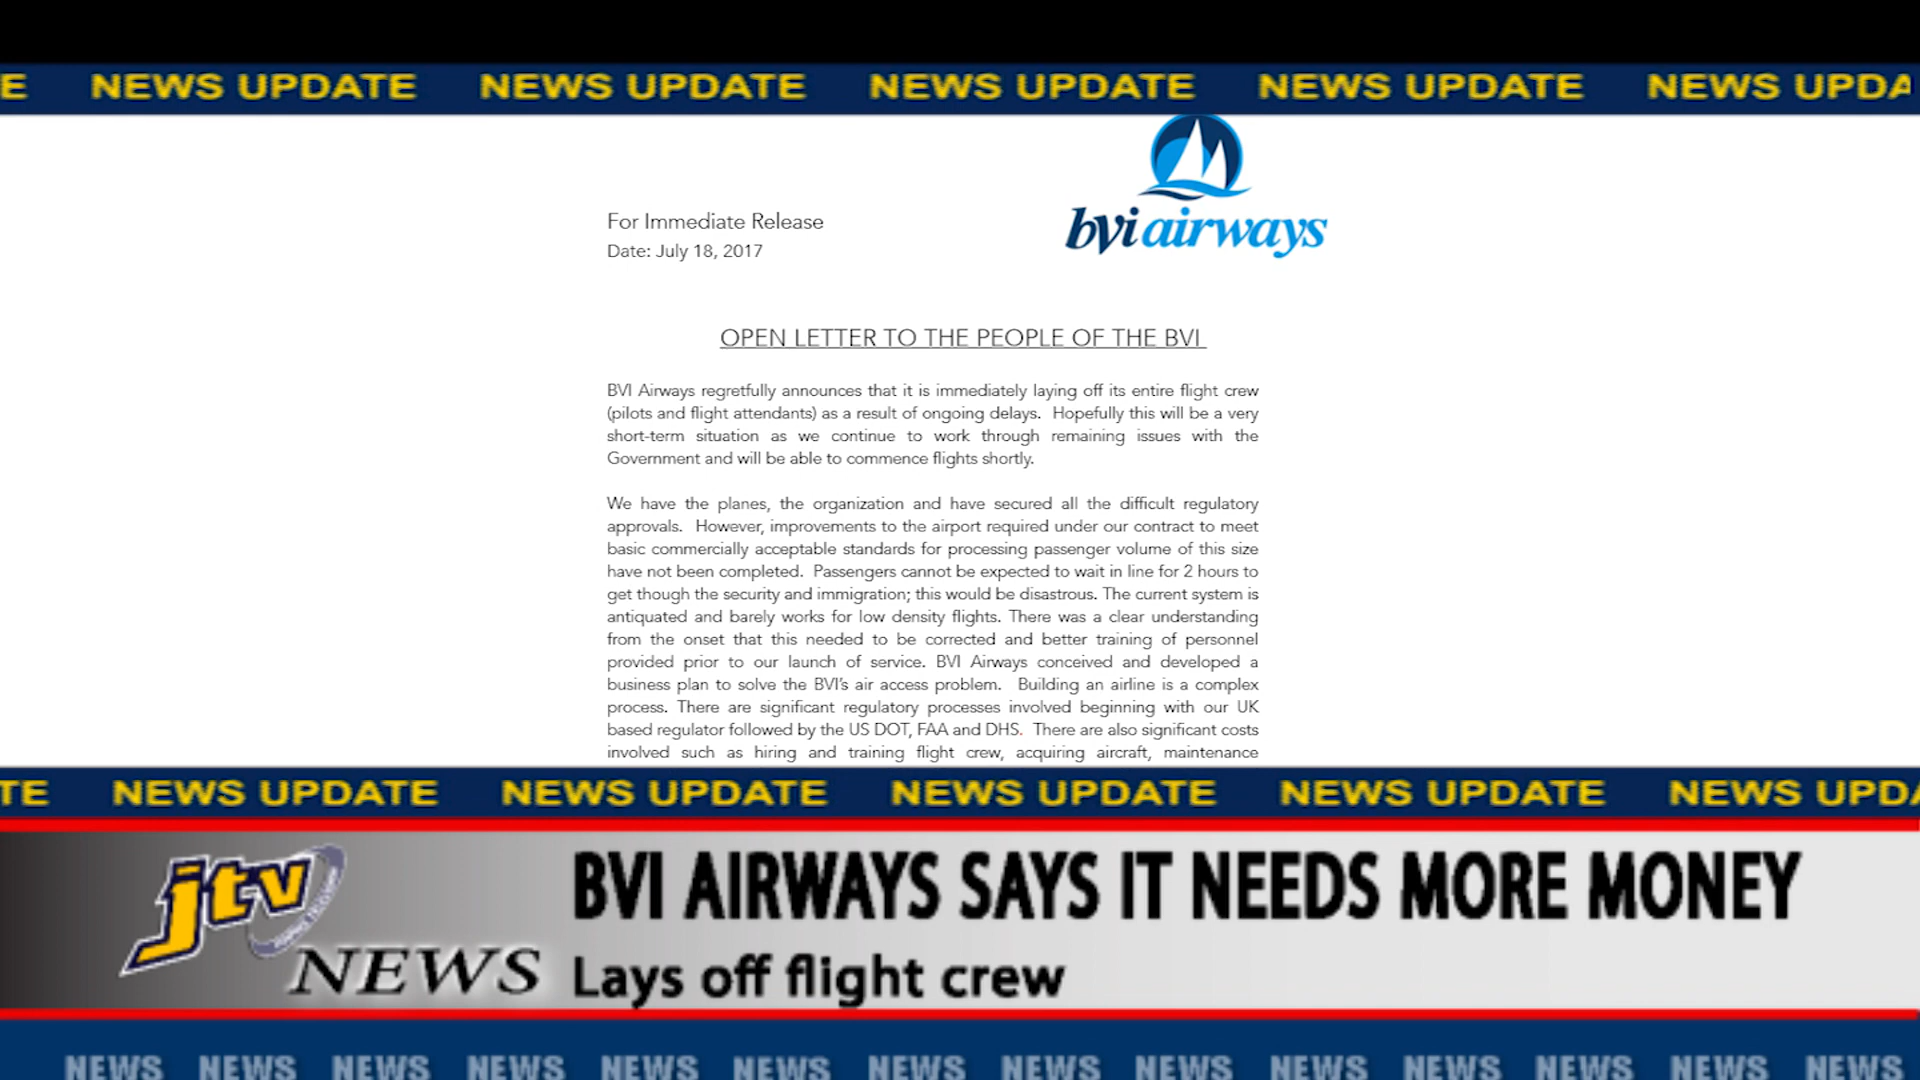 E NEWS UPDATE NEWS UPDATE NEWS UPDATE NEWS UPDATE NEWS UPDA
bvi airways
For Immediate Release
Date: July 18, 2017
OPEN LETTER TO THE PEOPLE OF THE BVI
BVI Airways regretfully announces that it is immediately laying off its entire flight crew
(pilots and flight attendants) as a result of ongoing delays. Hopefully this will be a very
short-term situation as we continue to work through remaining issues with the
Government and will be able to commence flights shortly.
We have the planes, the organization and have secured all the difficult regulatory
approvals. However, improvements to the airport required under our contract to meet
basic commercially acceptable standards for processing passenger volume of this size
have not been completed. Passengers cannot be expected to wait in line for 2 hours to
get though the security and immigration; this would be disastrous. The current system is
antiquated and barely works for low density flights. There was a clear understanding
from the onset that this needed to be corrected and better training of personnel
provided prior to our launch of service. BVI Airways conceived and developed a
business plan to solve the BVI's air access problem. Building an airline is a complex
process. There are significant regulatory processes involved beginning with our UK
based regulator followed by the US DOT, FAA and DHS. There are also significant costs
involved such as hiring and training flight crew, acquiring aircraft, maintenance
TE NEWS UPDATE NEWS UPDATE NEWS UPDATE NEWS UPDATE NEWS UPDA
jtv
NEWS
BVI AIRWAYS SAYS IT NEEDS MORE MONEY
Lays off flight crew
NEWS NEWS NEWS NEWS NEWS NEWS NEWS NEWS NEWS NEWS NEWS NEWS NEWS NEWS